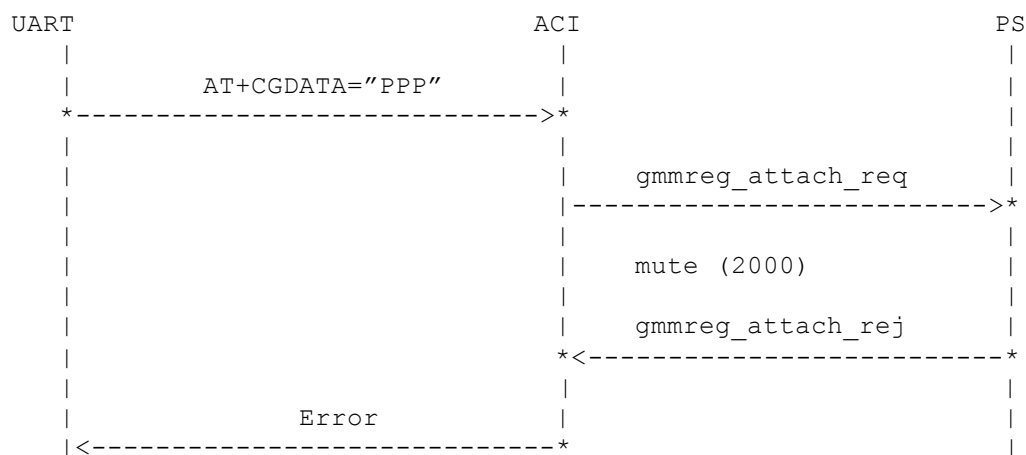 UART ACI PS
AT+CGDATA=”PPP”
gmmreg_attach_req
mute (2000)
gmmreg_attach_rej
Error